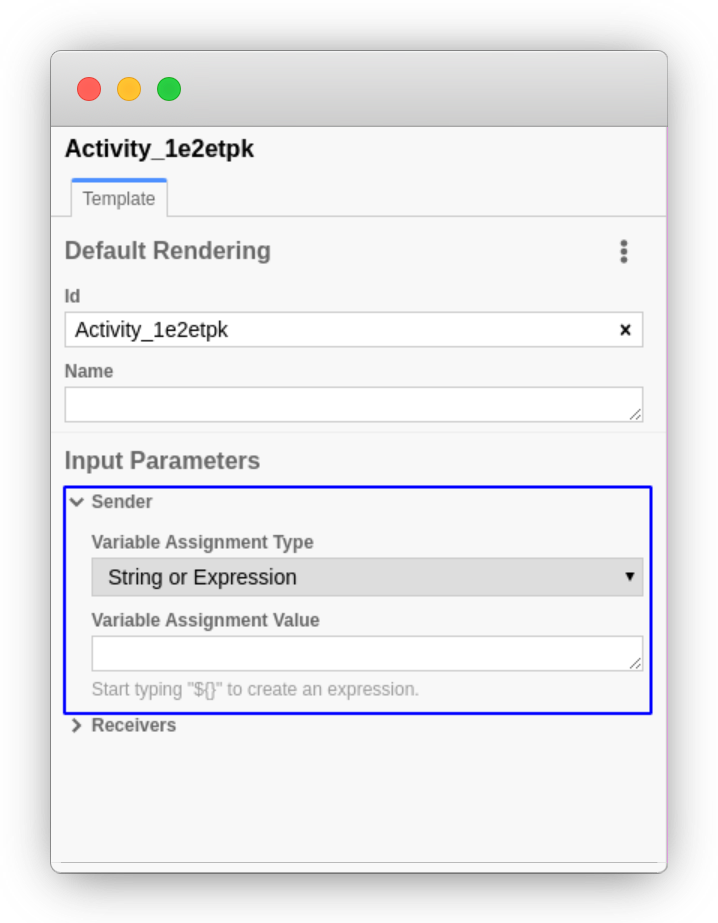 Activity_1e2etpk
Template
Default Rendering
Id
Activity_1e2etpk
Name
Input Parameters
Sender
Variable Assignment Type
String or Expression
Variable Assignment Value
Start typing "${}" to create an expression.
Receivers